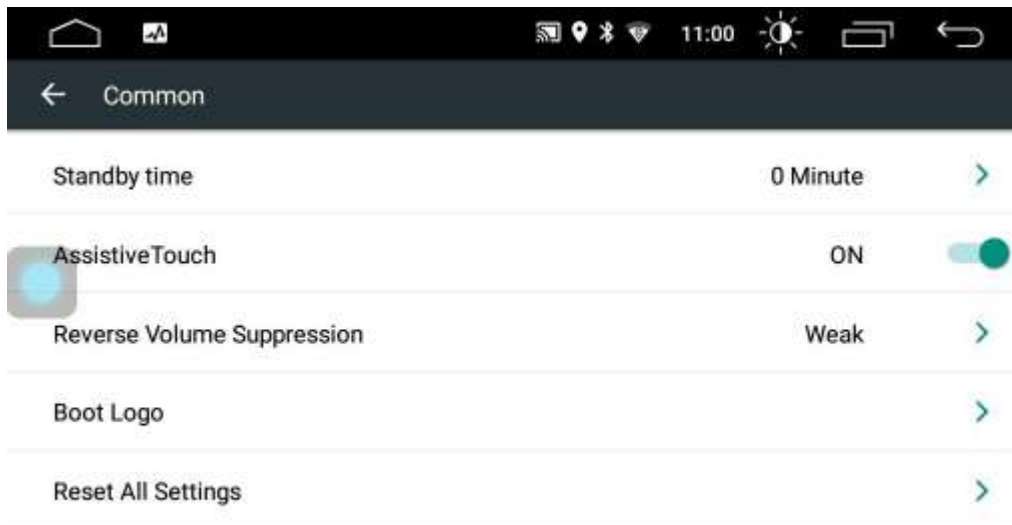 11:00
Common
Standby time 0 Minute
AssistiveTouch ON
Reverse Volume Suppression Weak
Boot Logo
Reset All Settings